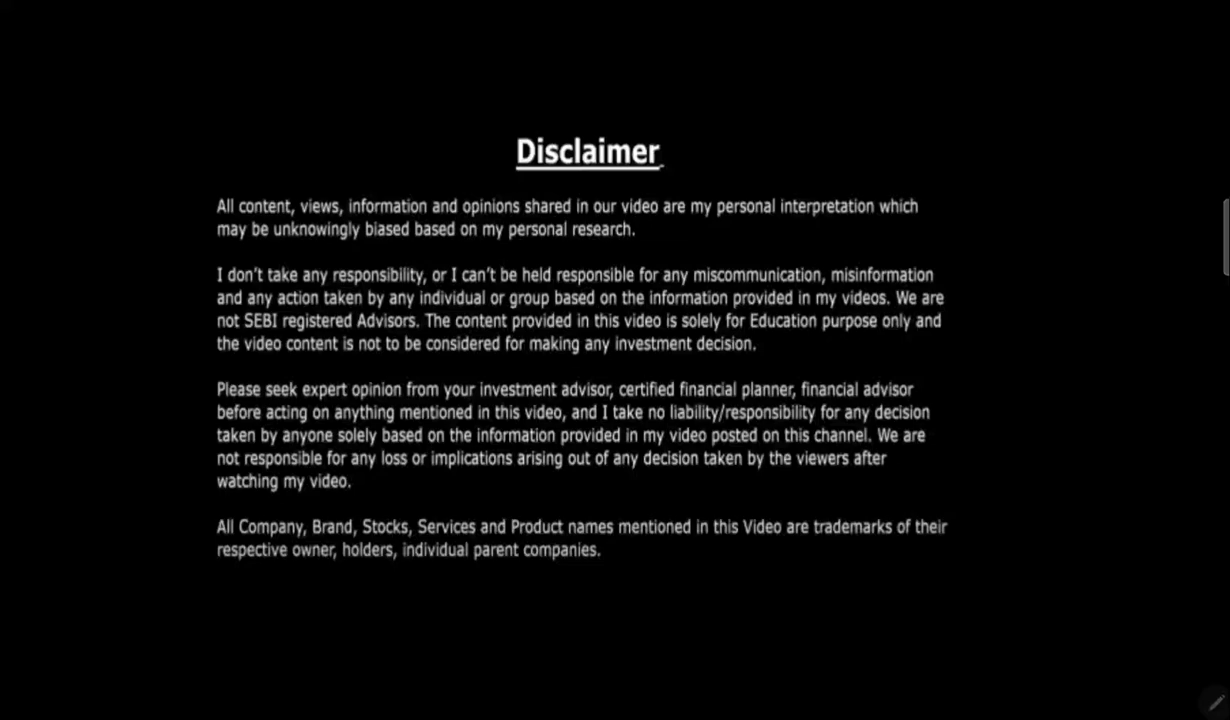 Disclaimer
All content, views, information and opinions shared in our video are my personal interpretation which
may be unknowingly biased based on my personal research.
I don't take any responsibility, or I can't be held responsible for any miscommunication, misinformation
and any action taken by any individual or group based on the information provided in my videos. We are
not SEBI registered Advisors. The content provided in this video is solely for Education purpose only and
the video content is not to be considered for making any investment decision.
Please seek expert opinion from your investment advisor, certified financial planner, financial advisor
before acting on anything mentioned in this video, and I take no liability/responsibility for any decision
taken by anyone solely based on the information provided in my video posted on this channel. We are
not responsible for any loss or implications arising out of any decision taken by the viewers after
watching my video.
All Company, Brand, Stocks, Services and Product names mentioned in this Video are trademarks of their
respective owner, holders, individual parent companies.